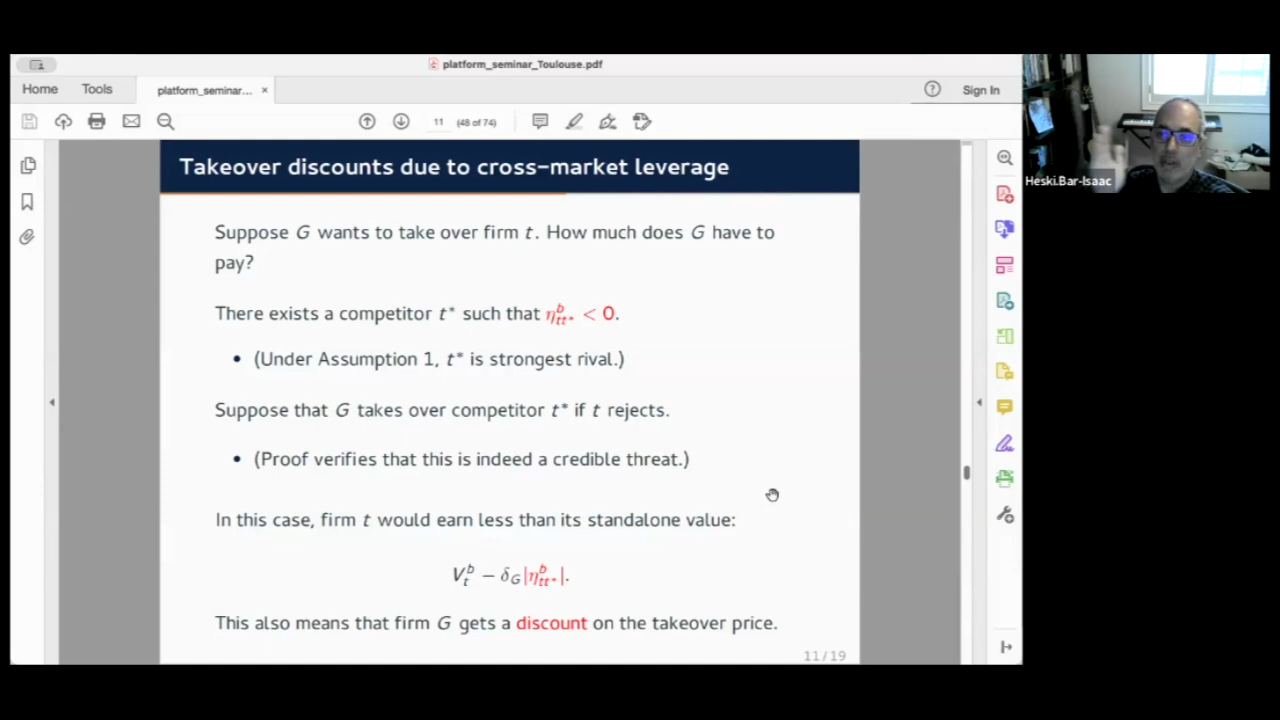 platform_seminar_Toulouse.pdf
Home Tools platform_seminar... × Sign In
11 (48 of 74)
Takeover discounts due to cross-market leverage
Heski.Bar-Isaac
Suppose G wants to take over firm t. How much does G have to
pay?
There exists a competitor t* such that η^b_{tt*} < 0.
• (Under Assumption 1, t* is strongest rival.)
Suppose that G takes over competitor t* if t rejects.
• (Proof verifies that this is indeed a credible threat.)
In this case, firm t would earn less than its standalone value:
V^b_t − δ_G|η^b_{tt*}|.
This also means that firm G gets a discount on the takeover price.
11/19